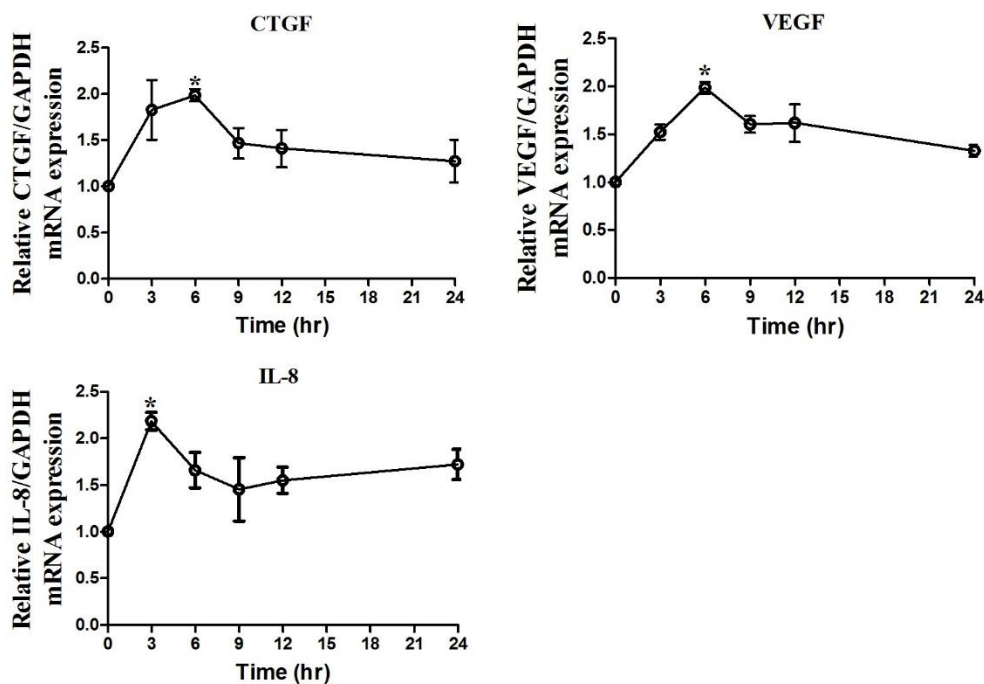 CTGF
Relative CTGF/GAPDH
mRNA expression
2.5
2.0
1.5
1.0
0.5
0.0
*
0 3 6 9 12 15 18 21 24
Time (hr)
VEGF
Relative VEGF/GAPDH
mRNA expression
2.5
2.0
1.5
1.0
0.5
0.0
*
0 3 6 9 12 15 18 21 24
Time (hr)
IL-8
Relative IL-8/GAPDH
mRNA expression
2.5
2.0
1.5
1.0
0.5
0.0
*
0 3 6 9 12 15 18 21 24
Time (hr)